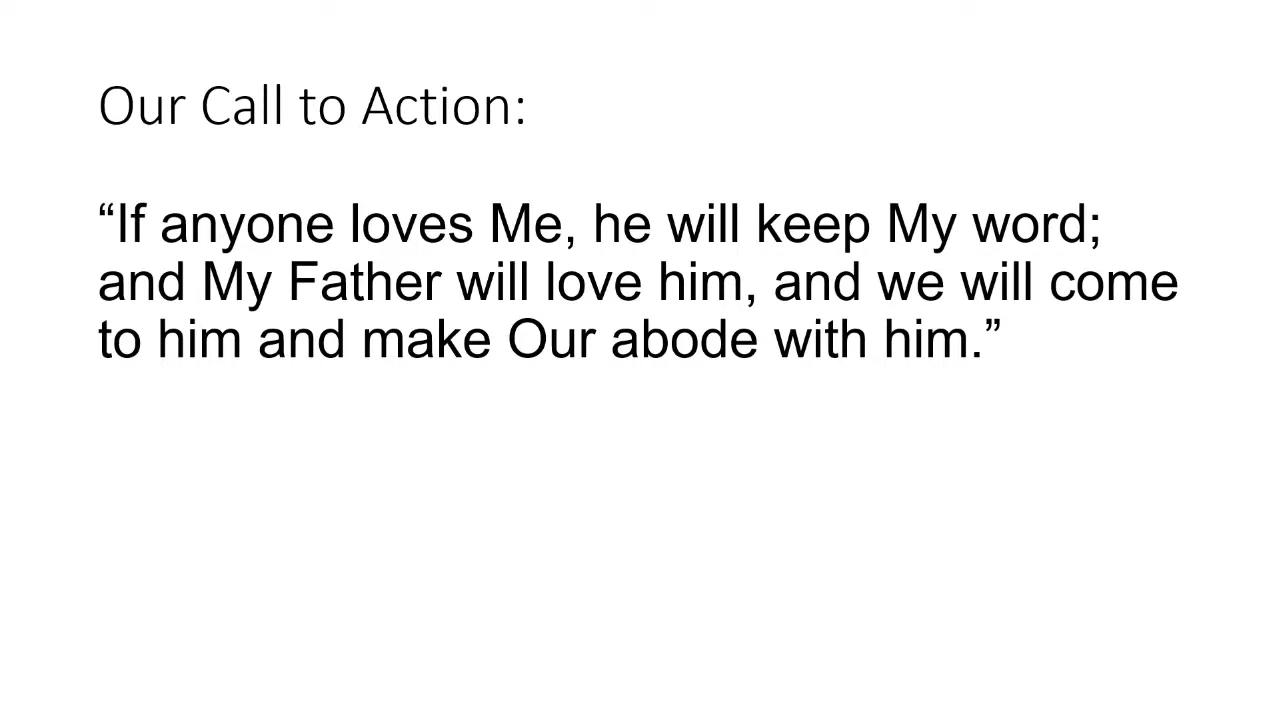 Our Call to Action:
“If anyone loves Me, he will keep My word;
and My Father will love him, and we will come
to him and make Our abode with him.”